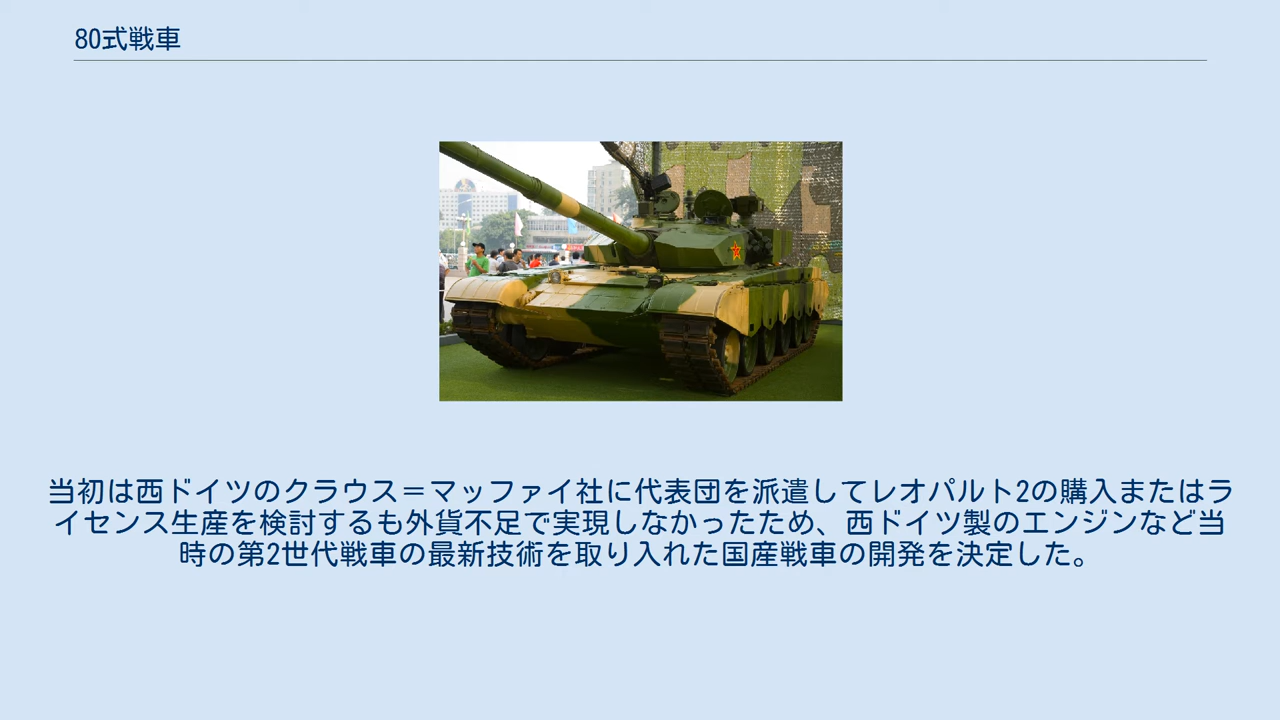 80式戦車
当初は西ドイツのクラウス＝マッファイ社に代表団を派遣してレオパルト2の購入またはラ
イセンス生産を検討するも外貨不足で実現しなかったため、西ドイツ製のエンジンなど当
時の第2世代戦車の最新技術を取り入れた国産戦車の開発を決定した。